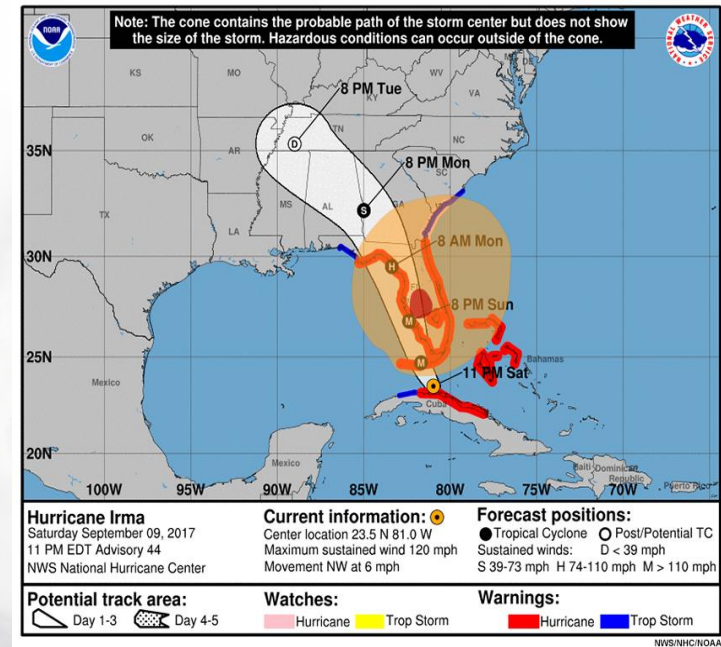 Note: The cone contains the probable path of the storm center but does not show
the size of the storm. Hazardous conditions can occur outside of the cone.
NOAA
NATIONAL WEATHER SERVICE
KS
MO
KY
WV
VA
8 PM Tue
OK
AR
TN
NC
35N
D
8 PM Mon
SC
S
TX
MS
AL
GA
LA
8 AM Mon
30N
H
8 PM Sun
M
25N
M
Bahamas
11 PM Sat
Mexico
Cuba
20N
Mexico
Haiti
Dominican
Republic
Puerto Rico
100W
95W
90W
85W
80W
75W
70W
Hurricane Irma
Saturday September 09, 2017
11 PM EDT Advisory 44
NWS National Hurricane Center
Current information:
Center location 23.5 N 81.0 W
Maximum sustained wind 120 mph
Movement NW at 6 mph
Forecast positions:
Tropical Cyclone Post/Potential TC
Sustained winds: D < 39 mph
S 39-73 mph H 74-110 mph M > 110 mph
Potential track area:
Day 1-3 Day 4-5
Watches:
Hurricane Trop Storm
Warnings:
Hurricane Trop Storm
NWS/NHC/NOAA